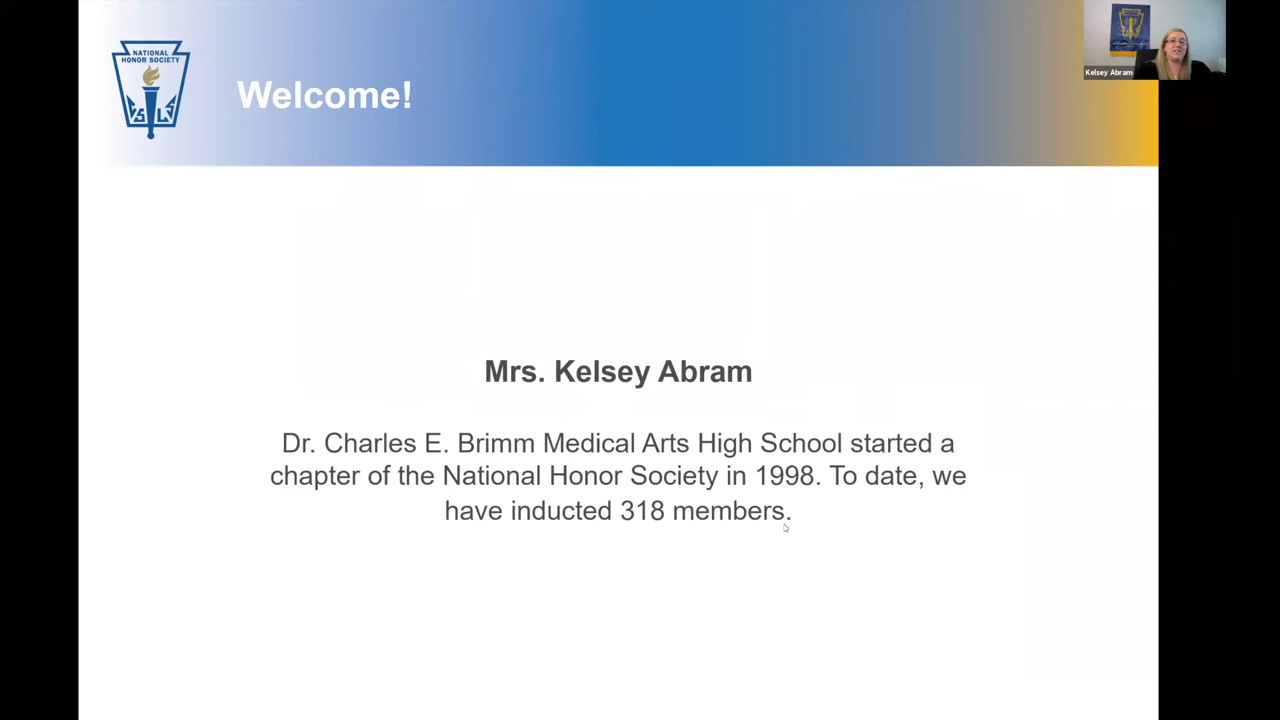 NATIONAL
HONOR SOCIETY
Welcome!
Kelsey Abram
Mrs. Kelsey Abram
Dr. Charles E. Brimm Medical Arts High School started a
chapter of the National Honor Society in 1998. To date, we
have inducted 318 members.